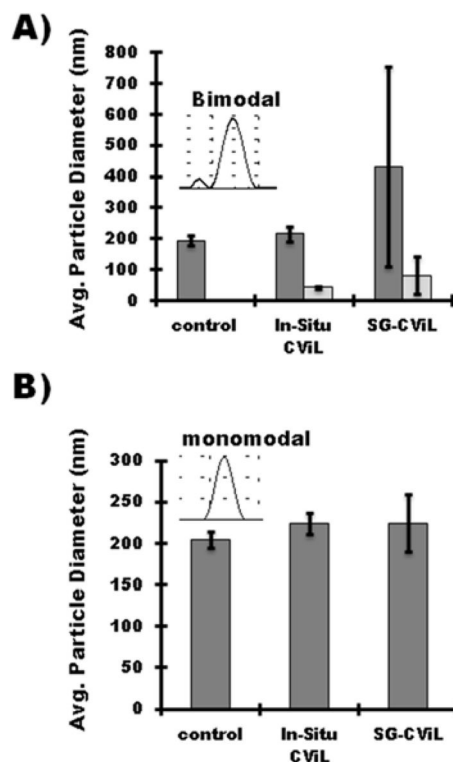 A)
Avg. Particle Diameter (nm)
800
700
600
500
400
300
200
100
0
Bimodal
control
In-Situ
CViL
SG-CViL
B)
Avg. Particle Diameter (nm)
300
250
200
150
100
50
0
monomodal
control
In-Situ
CViL
SG-CViL